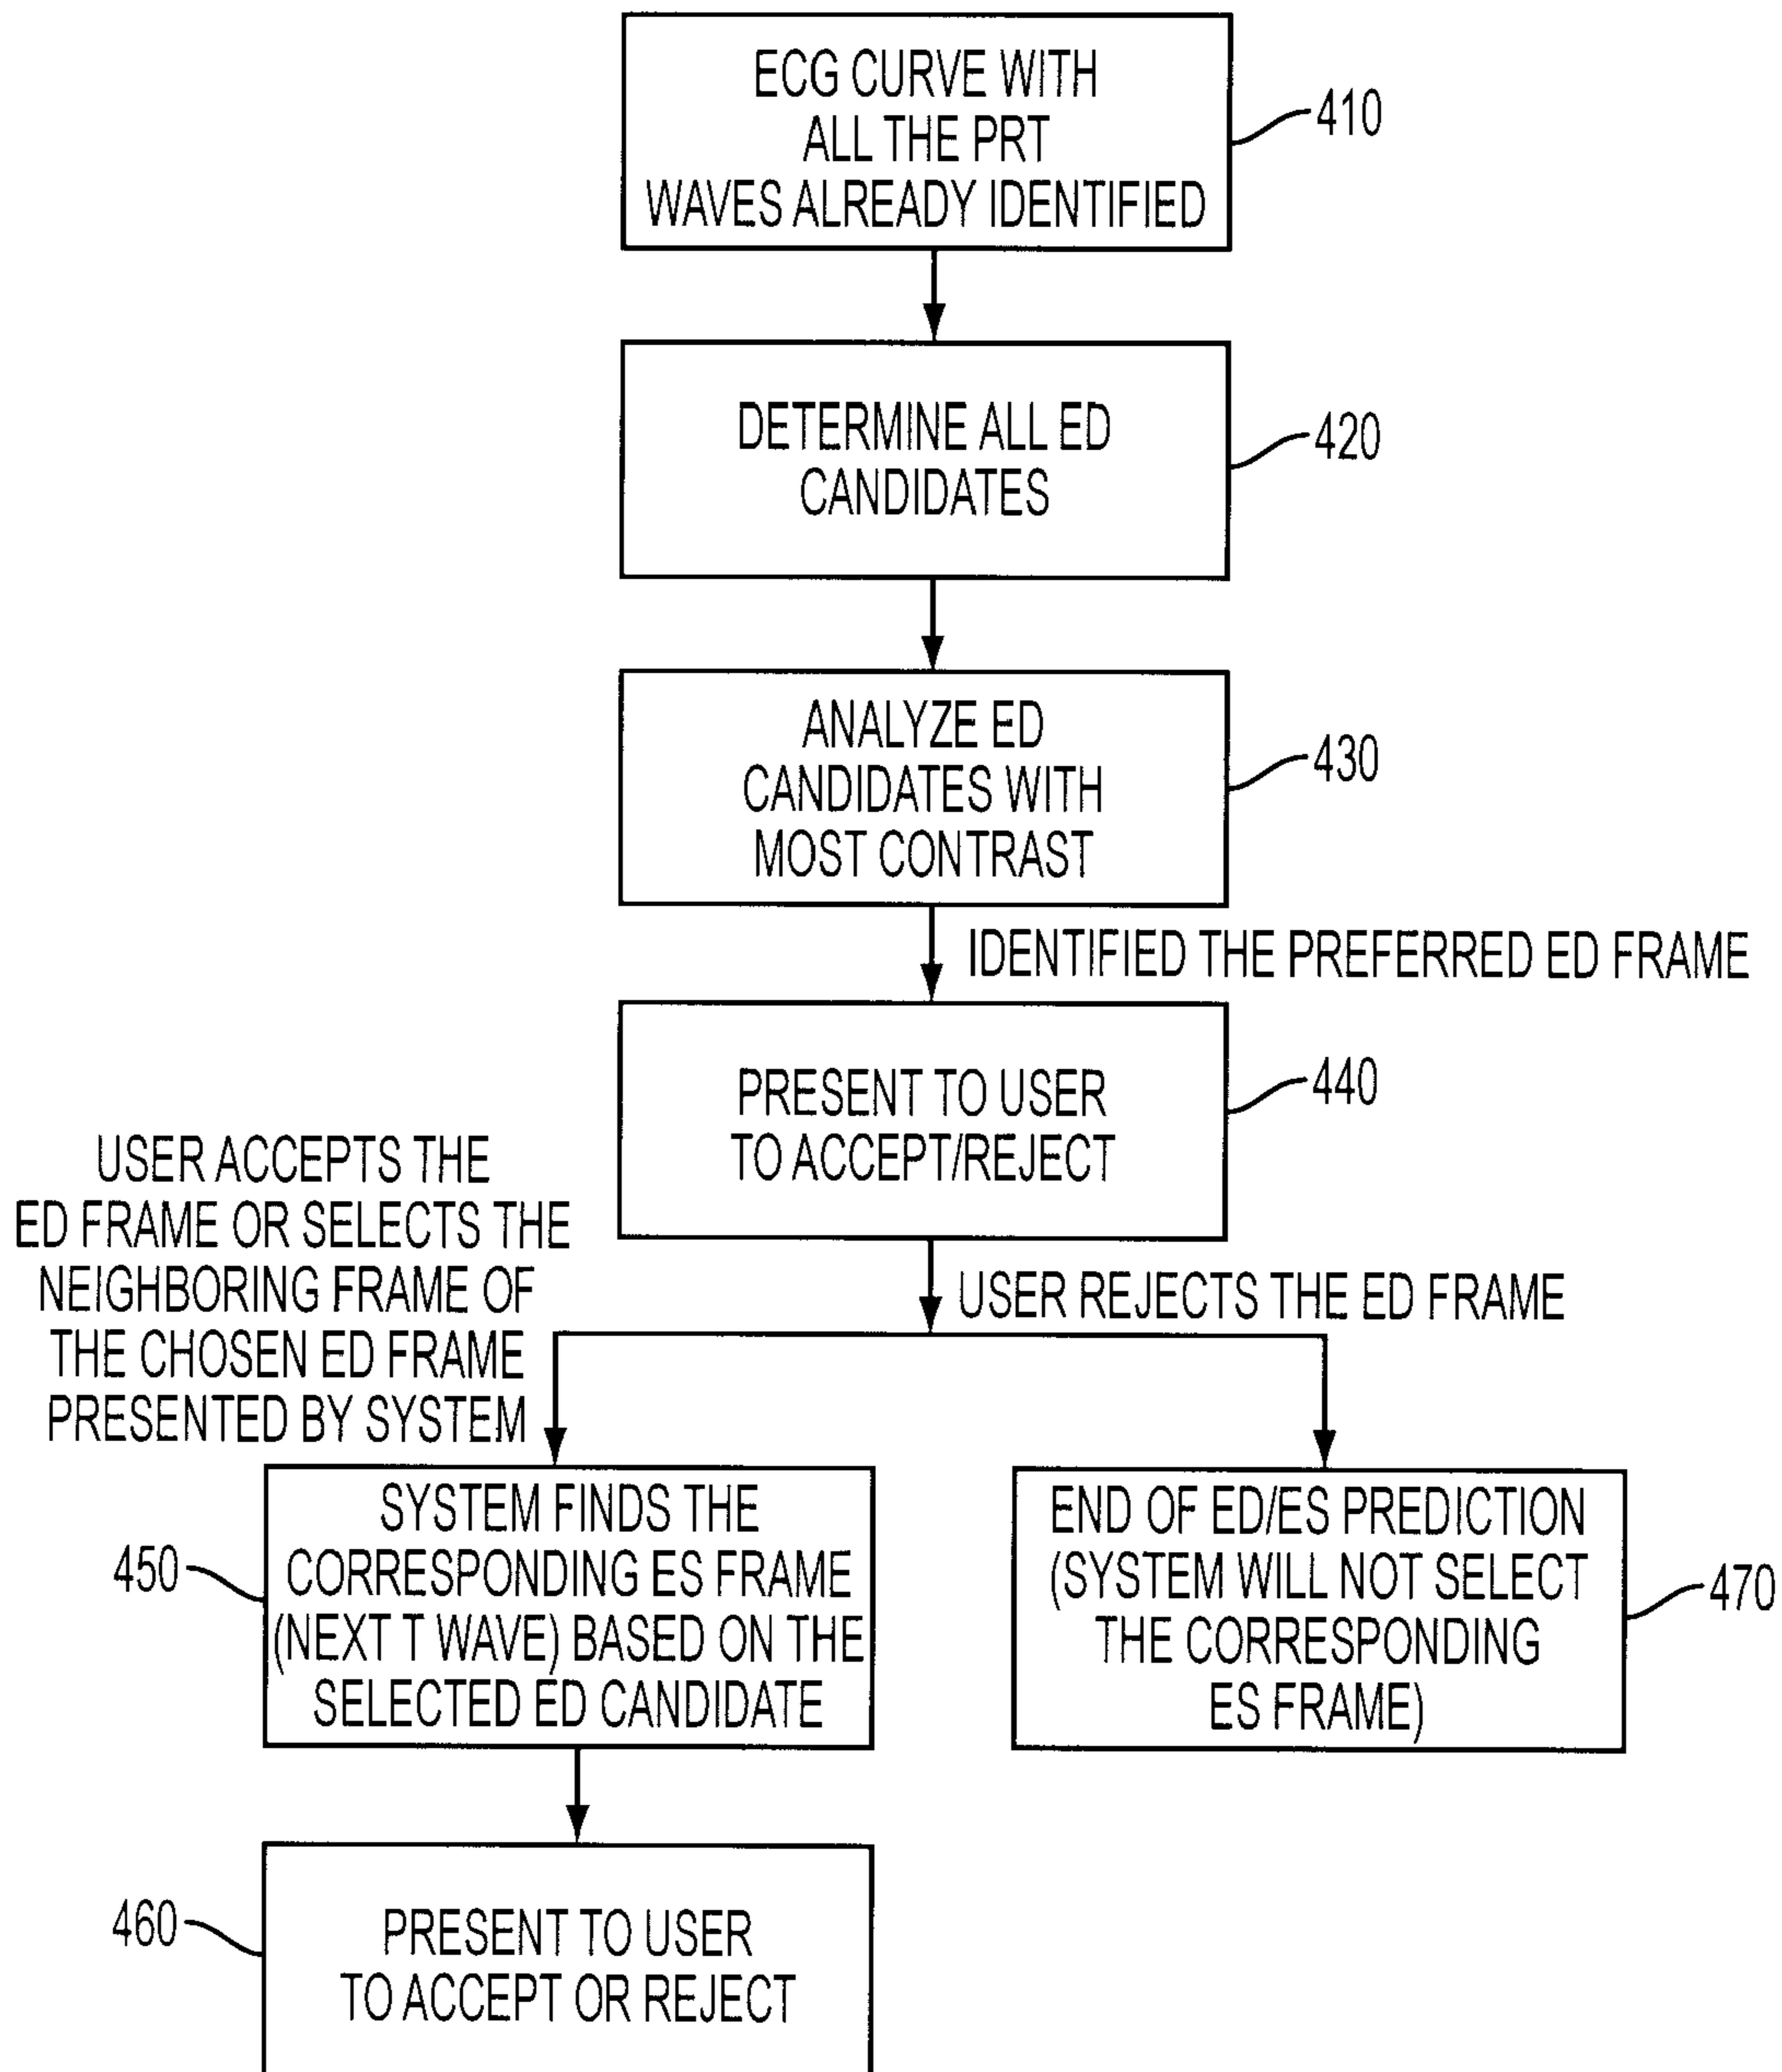 ECG CURVE WITH
ALL THE PRT
WAVES ALREADY IDENTIFIED
410
DETERMINE ALL ED
CANDIDATES
420
ANALYZE ED
CANDIDATES WITH
MOST CONTRAST
430
IDENTIFIED THE PREFERRED ED FRAME
PRESENT TO USER
TO ACCEPT/REJECT
440
USER ACCEPTS THE
ED FRAME OR SELECTS THE
NEIGHBORING FRAME OF
THE CHOSEN ED FRAME
PRESENTED BY SYSTEM
USER REJECTS THE ED FRAME
450
SYSTEM FINDS THE
CORRESPONDING ES FRAME
(NEXT T WAVE) BASED ON THE
SELECTED ED CANDIDATE
END OF ED/ES PREDICTION
(SYSTEM WILL NOT SELECT
THE CORRESPONDING
ES FRAME)
470
460
PRESENT TO USER
TO ACCEPT OR REJECT